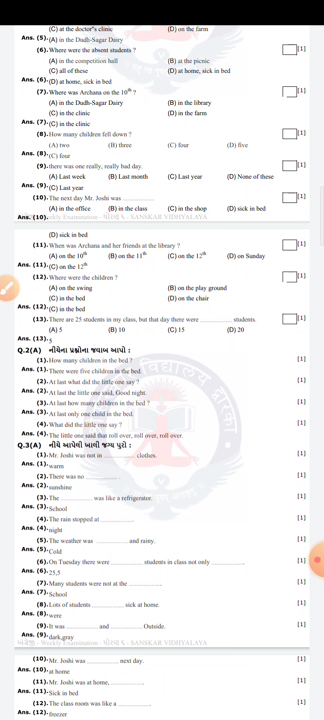 (C) at the doctor"s clinic (D) on the farm
Ans. (5). (A) in the Dudh-Sagar Dairy
(6). Where were the absent students ? [1]
(A) in the competition hall (B) at the picnic
(C) all of these (D) at home, sick in bed
Ans. (6). (D) at home, sick in bed
(7). Where was Archana on the 10th ? [1]
(A) in the Dudh-Sagar Dairy (B) in the library
(C) in the clinic (D) in the farm
Ans. (7). (C) in the clinic
(8). How many children fell down ? [1]
(A) two (B) three (C) four (D) five
Ans. (8). (C) four
(9). there was one really, really bad day. [1]
(A) Last week (B) Last month (C) Last year (D) None of these
Ans. (9). (C) Last year
(10). The next day Mr. Joshi was .................. [1]
(A) in the office (B) in the class (C) in the shop (D) sick in bed
Ans. (10). Weekly Examination - - SANSKAR VIDHYALAYA
(D) sick in bed
(11). When was Archana and her friends at the library ? [1]
(A) on the 10th (B) on the 11th (C) on the 12th (D) on Sunday
Ans. (11). (C) on the 12th
(12). Where were the children ? [1]
(A) on the swing (B) on the play ground
(C) in the bed (D) on the chair
Ans. (12). (C) in the bed
(13). There are 25 students in my class, but that day there were .................. students. [1]
(A) 5 (B) 10 (C) 15 (D) 20
Ans. (13). 5
Q.2(A) નીચેના પ્રશ્નોના જવાબ આપો :
(1). How many children in the bed ? [1]
Ans. (1). There were five children in the bed.
(2). At last what did the little one say ? [1]
Ans. (2). At last the little one said, Good night.
(3). At last how many children in the bed ? [1]
Ans. (3). At last only one child in the bed.
(4). What did the little one say ? [1]
Ans. (4). The little one said that roll over, roll over, roll over.
Q.3(A) નીચે આપેલી ખાલી જગ્યા પુરો :
(1). Mr. Joshi was not in .................. clothes. [1]
Ans. (1). warm
(2). There was no .................. . [1]
Ans. (2). sunshine
(3). The .................. was like a refrigerator. [1]
Ans. (3). School
(4). The rain stopped at .................. [1]
Ans. (4). night
(5). The weather was .................. and rainy. [1]
Ans. (5). Cold
(6). On Tuesday there were .................. students in class not only .................. . [1]
Ans. (6). 25,5
(7). Many students were not at the .................. . [1]
Ans. (7). School
(8). Lots of students .................. sick at home. [1]
Ans. (8). were
(9). It was .................. and .................. Outside. [1]
Ans. (9). dark,gray
Weekly Examination - - SANSKAR VIDHYALAYA
(10). Mr. Joshi was .................. next day. [1]
Ans. (10). at home
(11). Mr. Joshi was at home, .................. . [1]
Ans. (11). Sick in bed
(12). The class room was like a .................. . [1]
Ans. (12). freezer